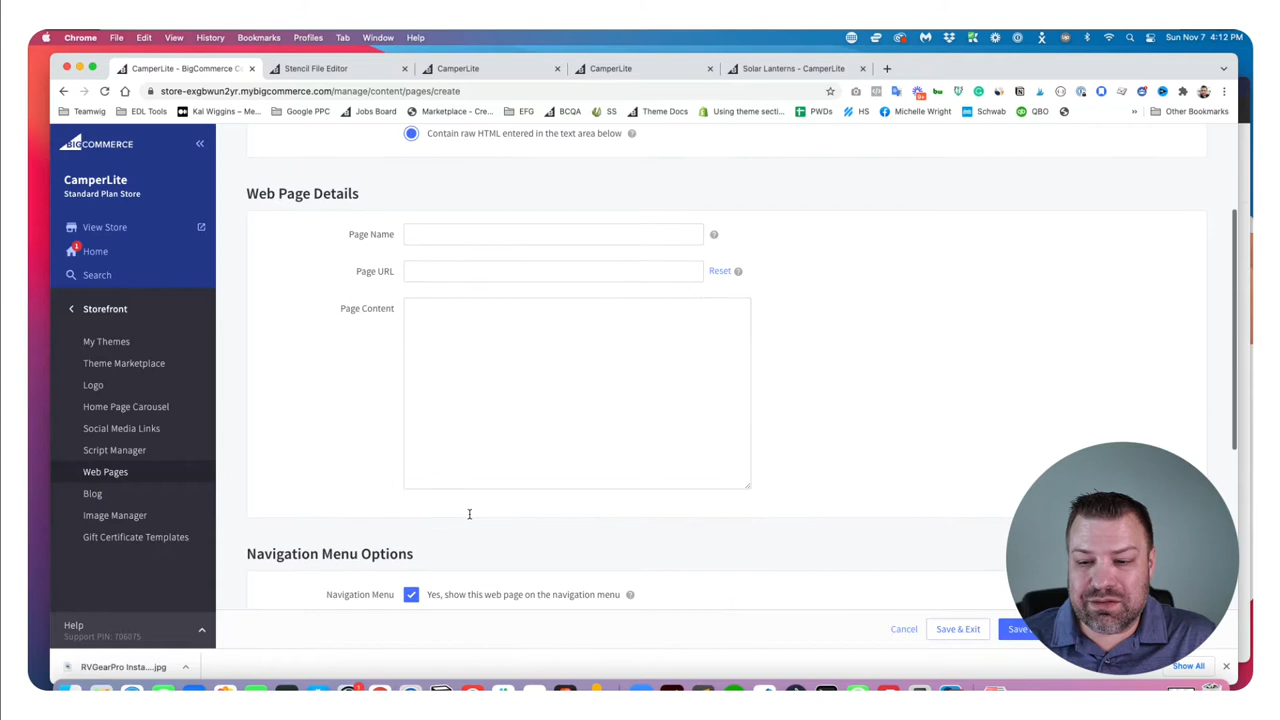 Chrome File Edit View History Bookmarks Profiles Tab Window Help Sun Nov 7 4:12 PM
CamperLite - BigCommerce Co Stencil File Editor CamperLite CamperLite Solar Lanterns - CamperLite
store-exgbwun2yr.mybigcommerce.com/manage/content/pages/create
Teamwig EDL Tools Kal Wiggins – Me... Google PPC Jobs Board Marketplace - Cre... EFG BCQA SS Theme Docs Using theme secti... PWDs HS Michelle Wright Schwab QBO Other Bookmarks
BIGCOMMERCE
CamperLite
Standard Plan Store
View Store
1
Home
Search
Storefront
My Themes
Theme Marketplace
Logo
Home Page Carousel
Social Media Links
Script Manager
Web Pages
Blog
Image Manager
Gift Certificate Templates
Help
Support PIN: 706075
Contain raw HTML entered in the text area below
Web Page Details
Page Name
Page URL Reset
Page Content
Navigation Menu Options
Navigation Menu Yes, show this web page on the navigation menu
Cancel Save & Exit Save
RVGearPro Insta....jpg Show All